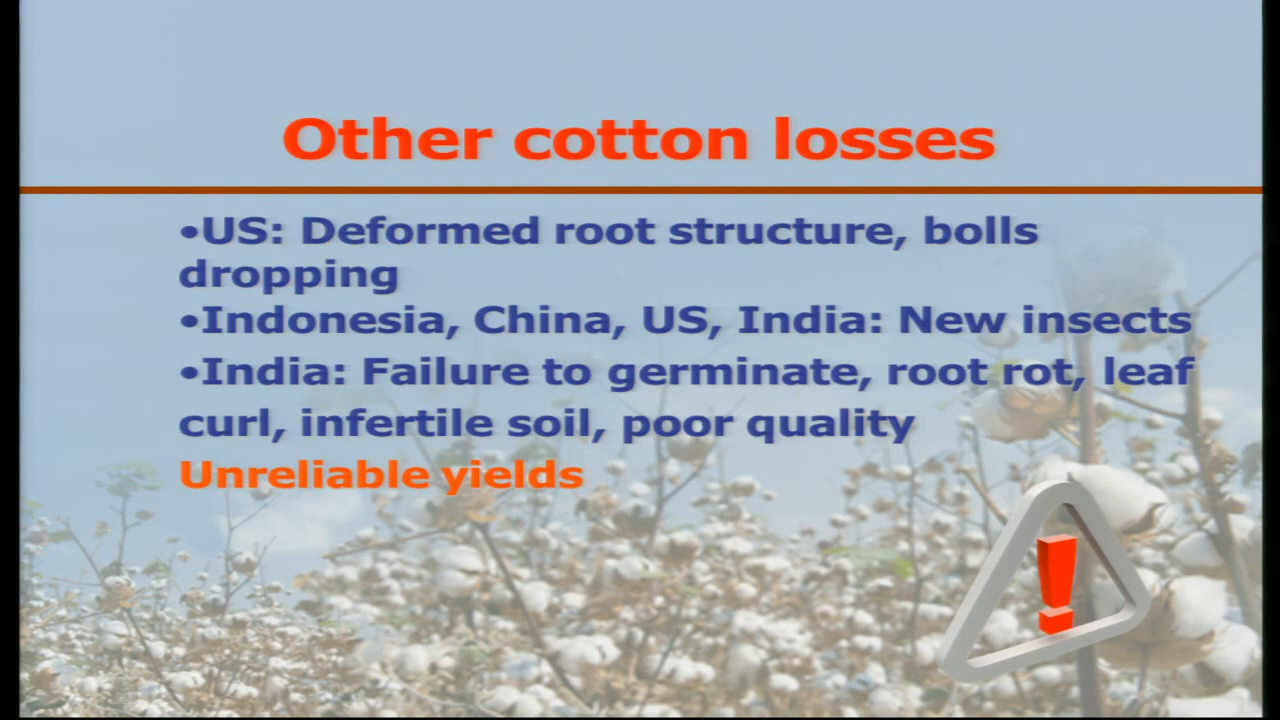 Other cotton losses
•US: Deformed root structure, bolls
dropping
•Indonesia, China, US, India: New insects
•India: Failure to germinate, root rot, leaf
curl, infertile soil, poor quality
Unreliable yields
!